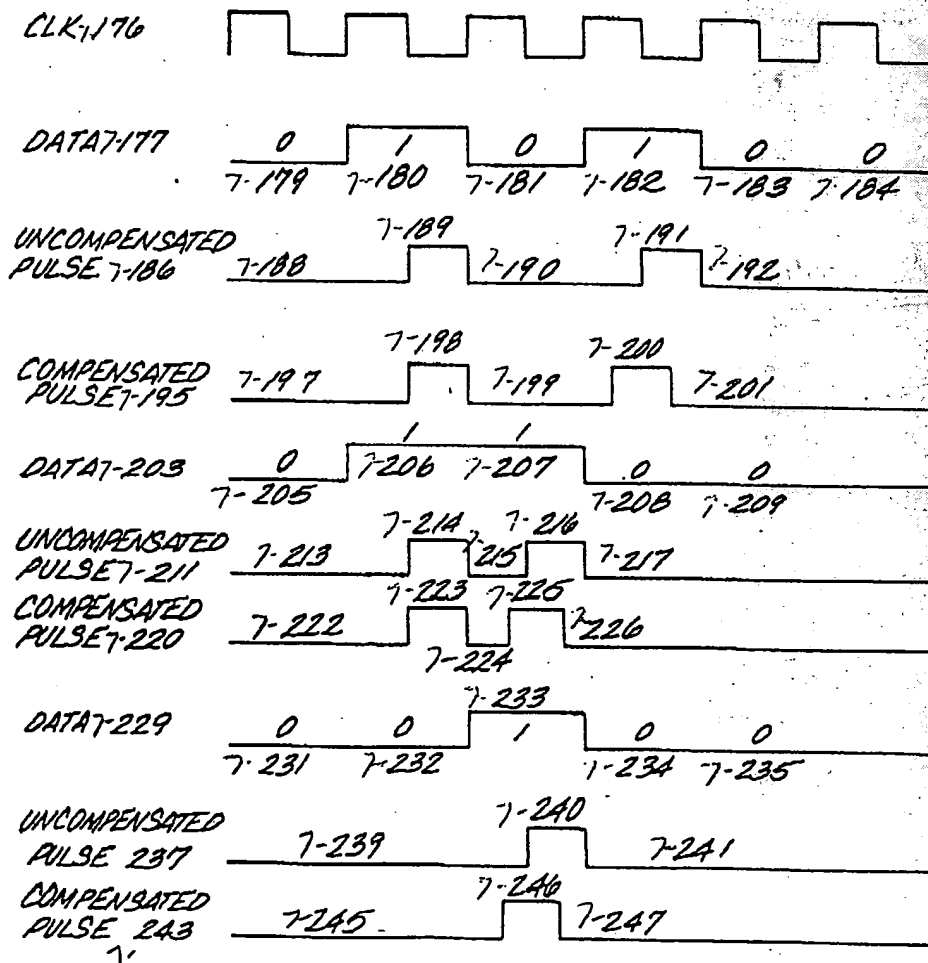 CLK 7-176
DATA 7-177
0 1 0 1 0 0
7-179 7-180 7-181 7-182 7-183 7-184
UNCOMPENSATED
PULSE 7-186
7-188 7-189 7-190 7-191 7-192
COMPENSATED
PULSE 7-195
7-197 7-198 7-199 7-200 7-201
DATA 7-203
0 1 1 0 0
7-205 7-206 7-207 7-208 7-209
UNCOMPENSATED
PULSE 7-211
7-213 7-214 7-215 7-216 7-217
COMPENSATED
PULSE 7-220
7-222 7-223 7-224 7-225 7-226
DATA 7-229
7-233
0 0 1 0 0
7-231 7-232 7-234 7-235
UNCOMPENSATED
PULSE 237
7-239 7-240 7-241
COMPENSATED
PULSE 243
7-
7-245 7-246 7-247